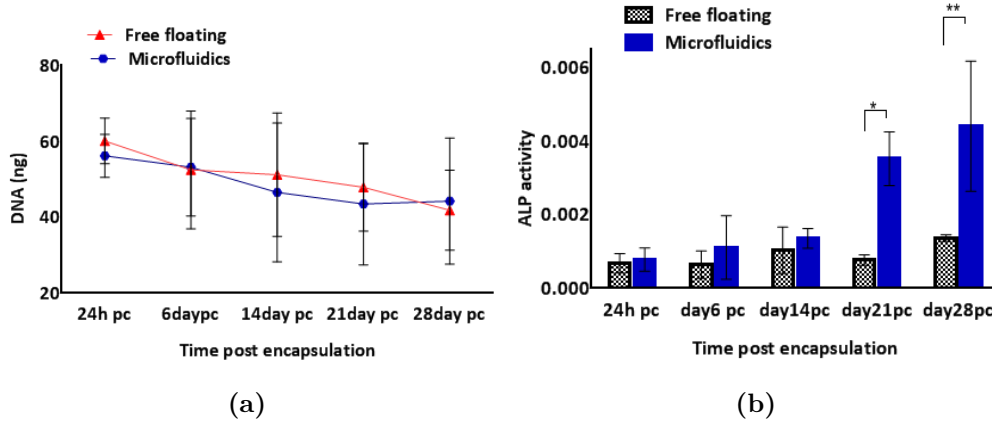 Free floating
Microfluidics
80
60
40
20
DNA (ng)
24h pc 6daypc 14day pc 21day pc 28day pc
Time post encapsulation
(a)
Free floating
Microfluidics
**
*
0.006
0.004
0.002
0.000
ALP activity
24h pc day6 pc day14pc day21pc day28pc
Time post encapsulation
(b)